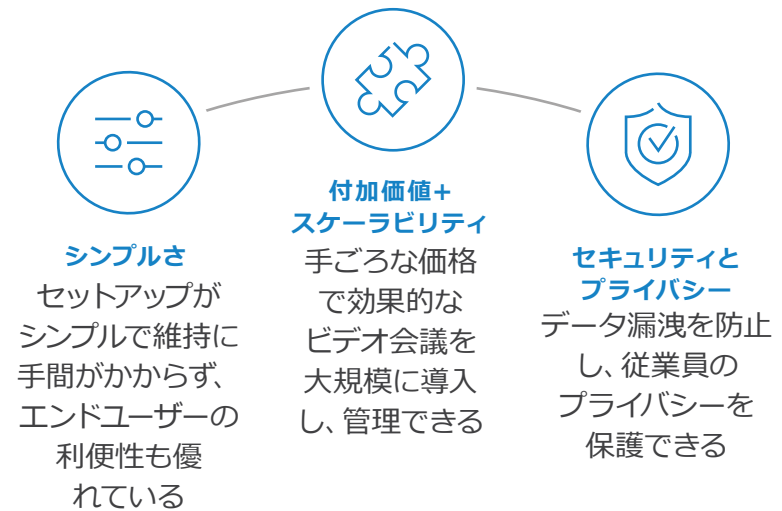 シンプルさ
セットアップが
シンプルで維持に
手間がかからず、
エンドユーザーの
利便性も優
れている
付加価値+
スケーラビリティ
手ごろな価格
で効果的な
ビデオ会議を
大規模に導入
し、管理できる
セキュリティと
プライバシー
データ漏洩を防止
し、従業員の
プライバシーを
保護できる